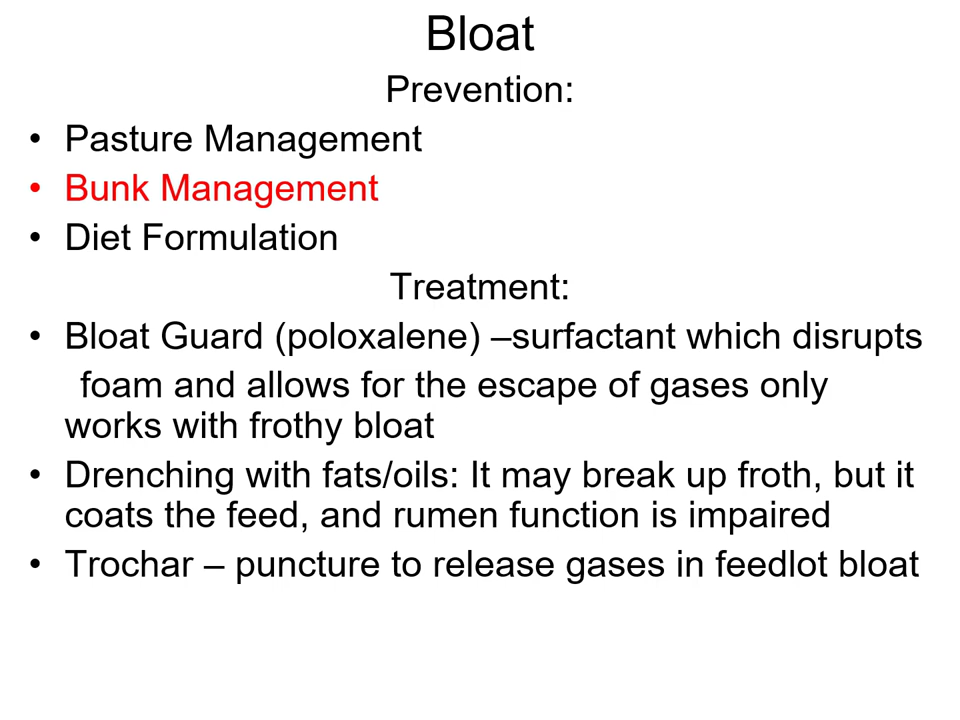 Bloat
Prevention:
• Pasture Management
• Bunk Management
• Diet Formulation
Treatment:
• Bloat Guard (poloxalene) –surfactant which disrupts
foam and allows for the escape of gases only
works with frothy bloat
• Drenching with fats/oils: It may break up froth, but it
coats the feed, and rumen function is impaired
• Trochar – puncture to release gases in feedlot bloat